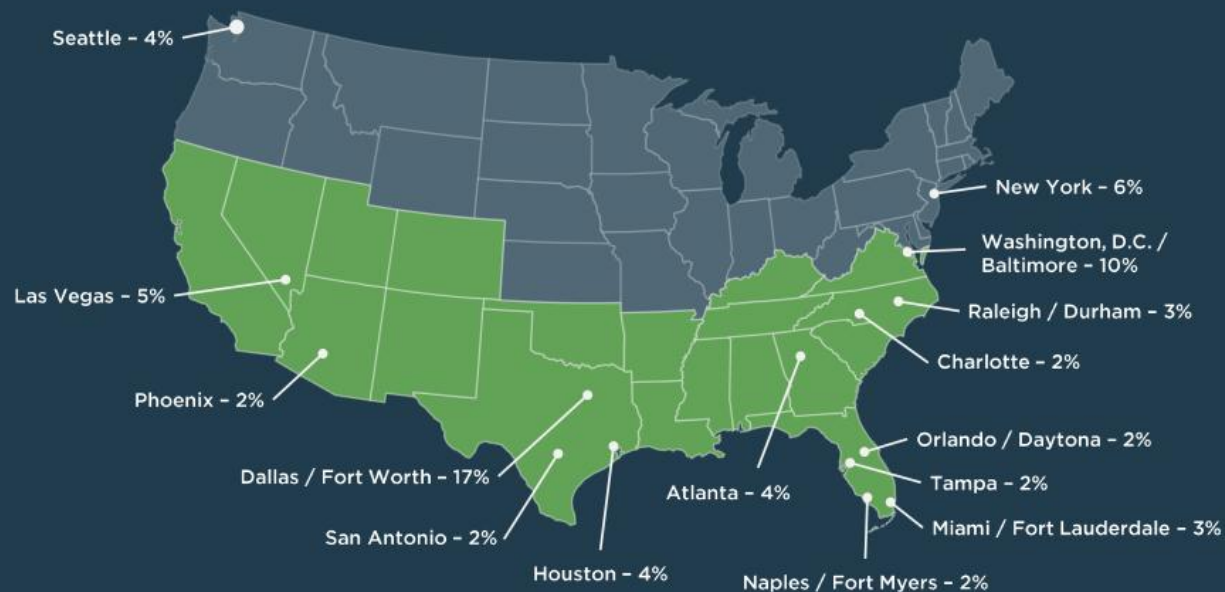 Seattle – 4%
New York – 6%
Washington, D.C. /
Baltimore – 10%
Las Vegas – 5%
Raleigh / Durham – 3%
Charlotte – 2%
Phoenix – 2%
Orlando / Daytona – 2%
Dallas / Fort Worth – 17%
Tampa – 2%
Atlanta – 4%
Miami / Fort Lauderdale – 3%
San Antonio – 2%
Houston – 4%
Naples / Fort Myers – 2%